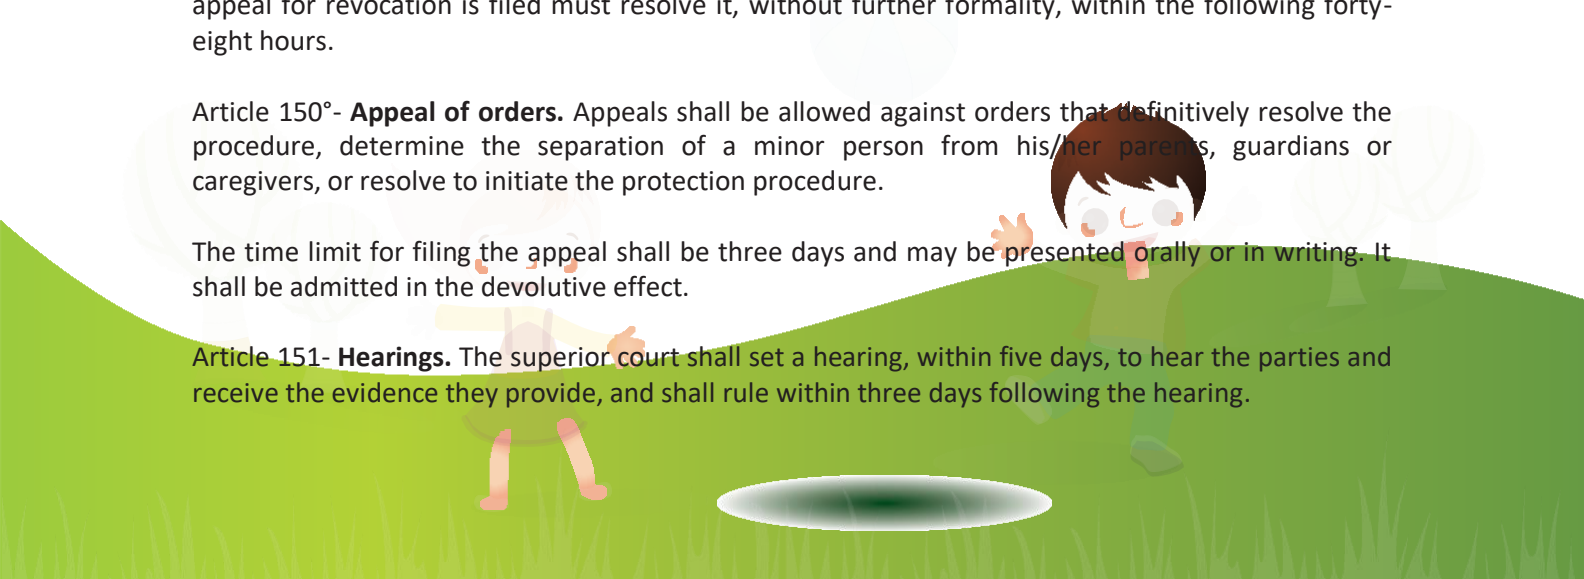 appeal for revocation is filed must resolve it, without further formality, within the following forty-
eight hours.
Article 150°- Appeal of orders. Appeals shall be allowed against orders that definitively resolve the
procedure, determine the separation of a minor person from his/her parents, guardians or
caregivers, or resolve to initiate the protection procedure.
The time limit for filing the appeal shall be three days and may be presented orally or in writing. It
shall be admitted in the devolutive effect.
Article 151- Hearings. The superior court shall set a hearing, within five days, to hear the parties and
receive the evidence they provide, and shall rule within three days following the hearing.